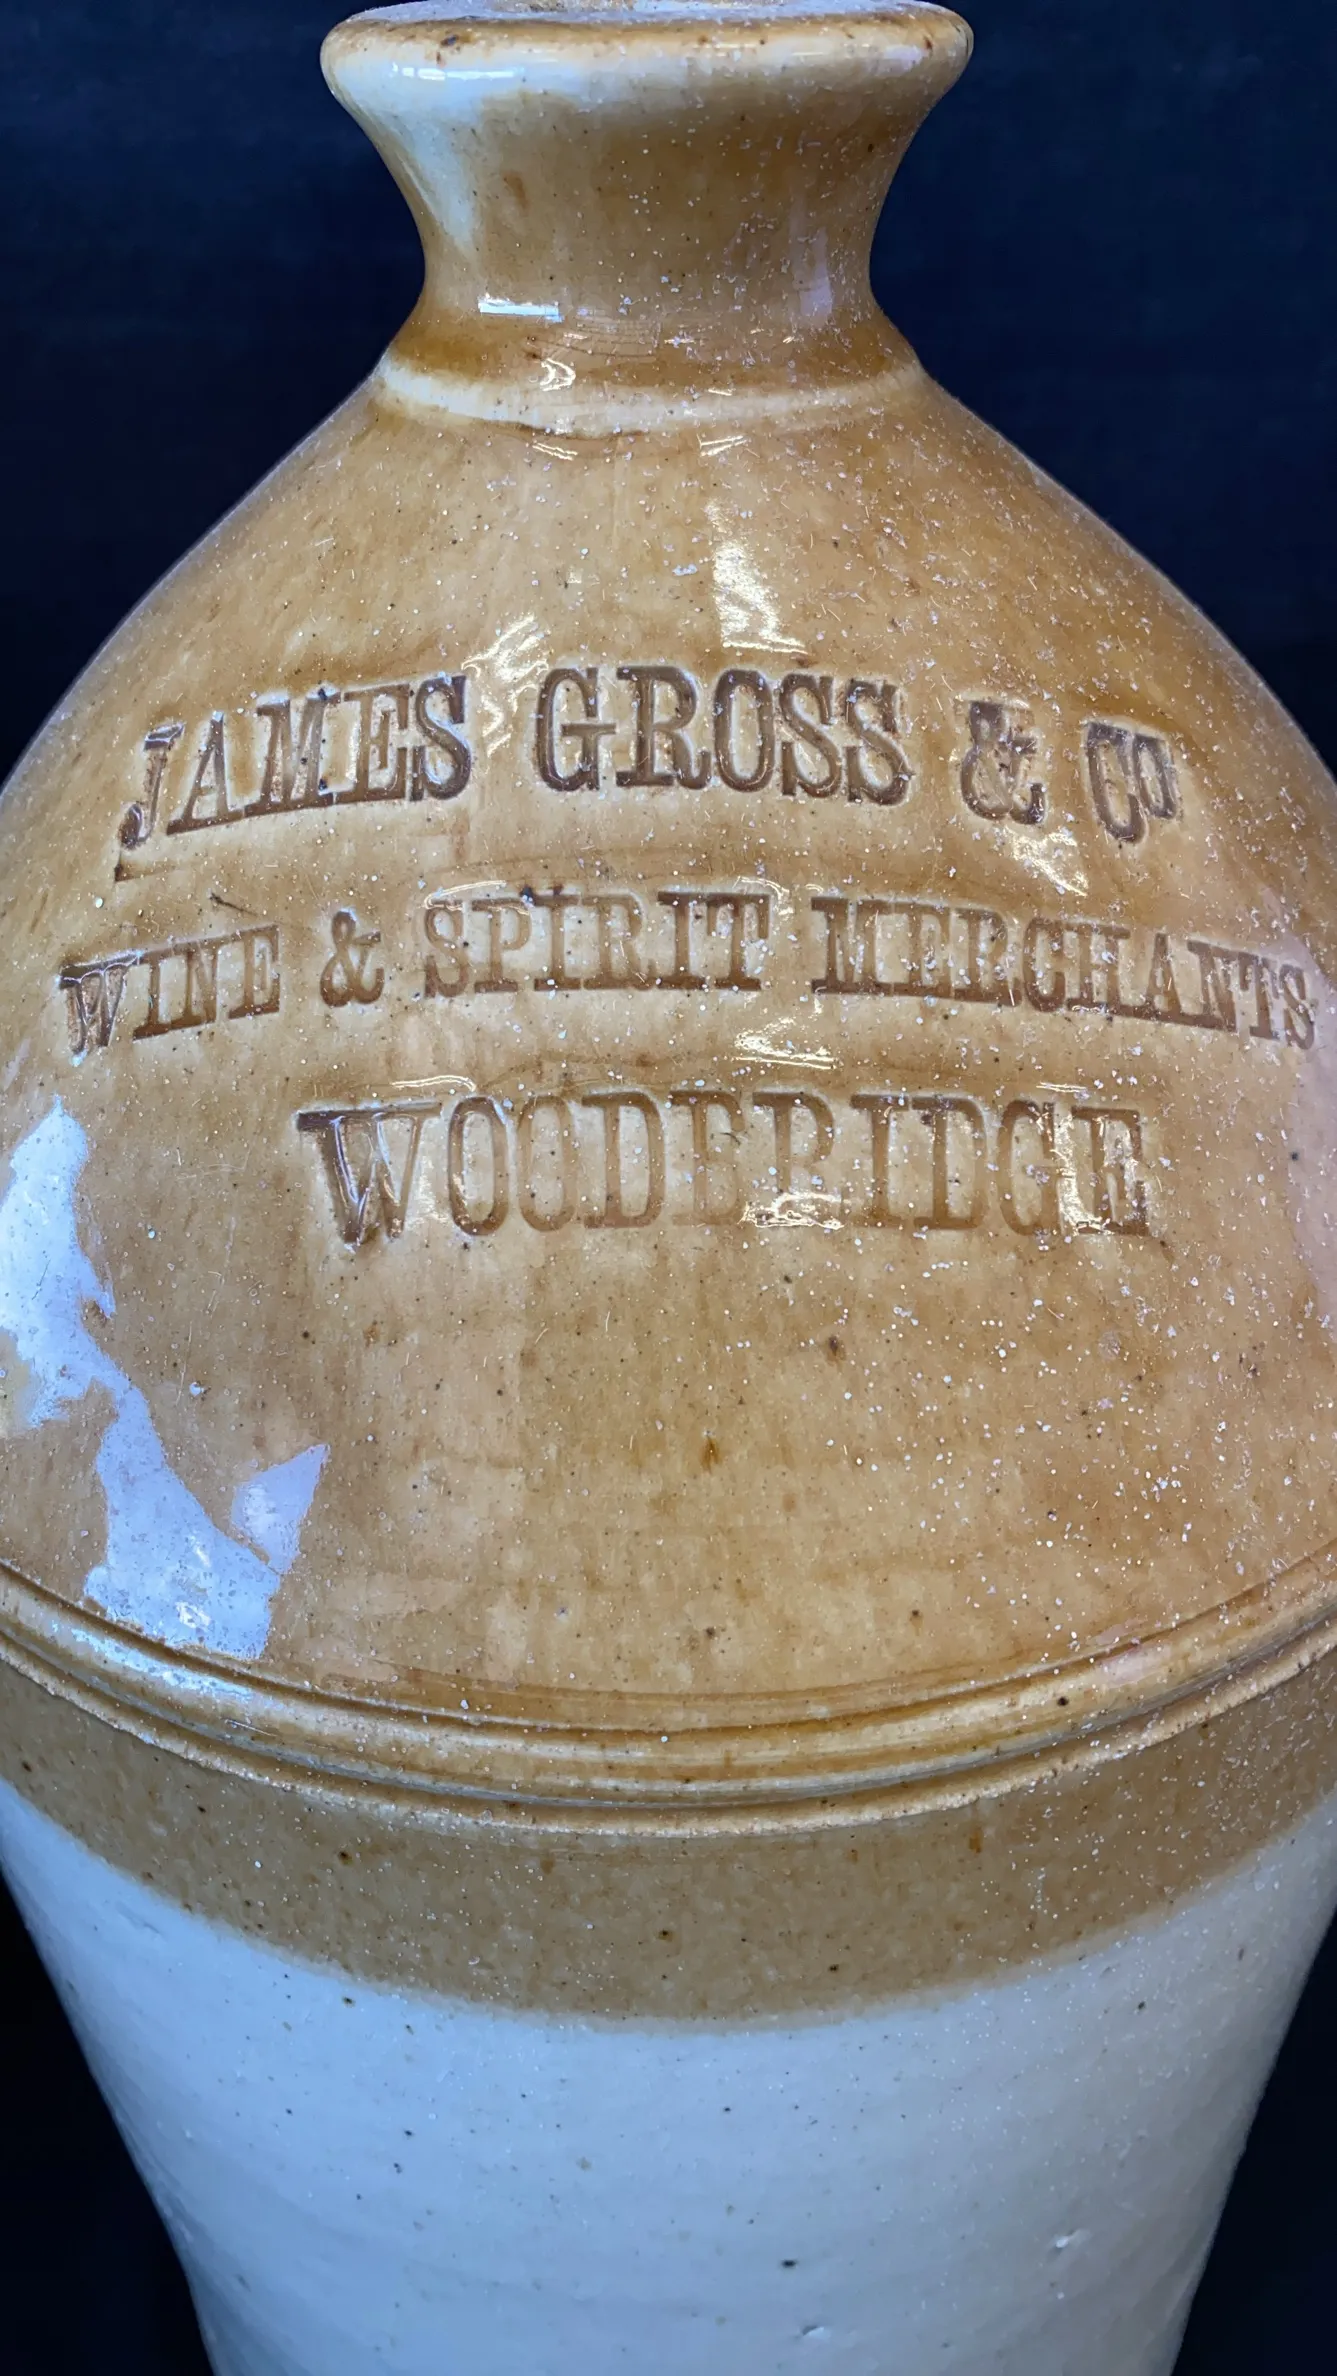 JAMES GROSS & Co
WINE & SPIRIT MERCHANTS
WOODBRIDGE